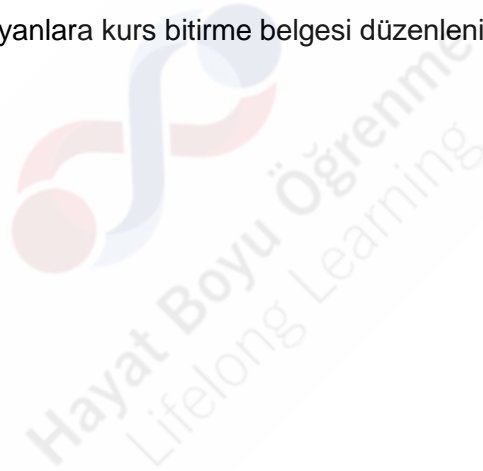 yanlara kurs bitirme belgesi düzenleni
Hayat Boyu Öğrenme
Lifelong Learning